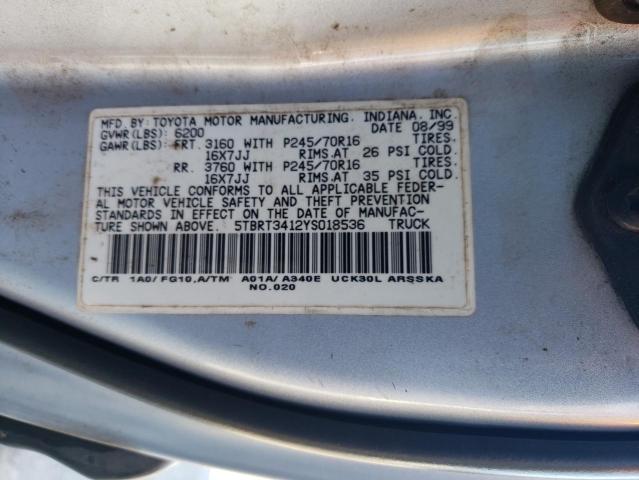 MFD. BY: TOYOTA MOTOR MANUFACTURING, INDIANA, INC.
GVWR(LBS): 6200 DATE 08/99
GAWR(LBS): FRT. 3160 WITH P245/70R16 TIRES.
16X7JJ RIMS.AT 26 PSI COLD.
RR. 3760 WITH P245/70R16 TIRES.
16X7JJ RIMS.AT 35 PSI COLD.
THIS VEHICLE CONFORMS TO ALL APPLICABLE FEDER-
AL MOTOR VEHICLE SAFETY AND THEFT PREVENTION
STANDARDS IN EFFECT ON THE DATE OF MANUFAC-
TURE SHOWN ABOVE. 5TBRT3412YS018536 TRUCK
C/TR 1A0/FG10,A/TM A01A/A340E UCK30L ARSSKA
NO.020